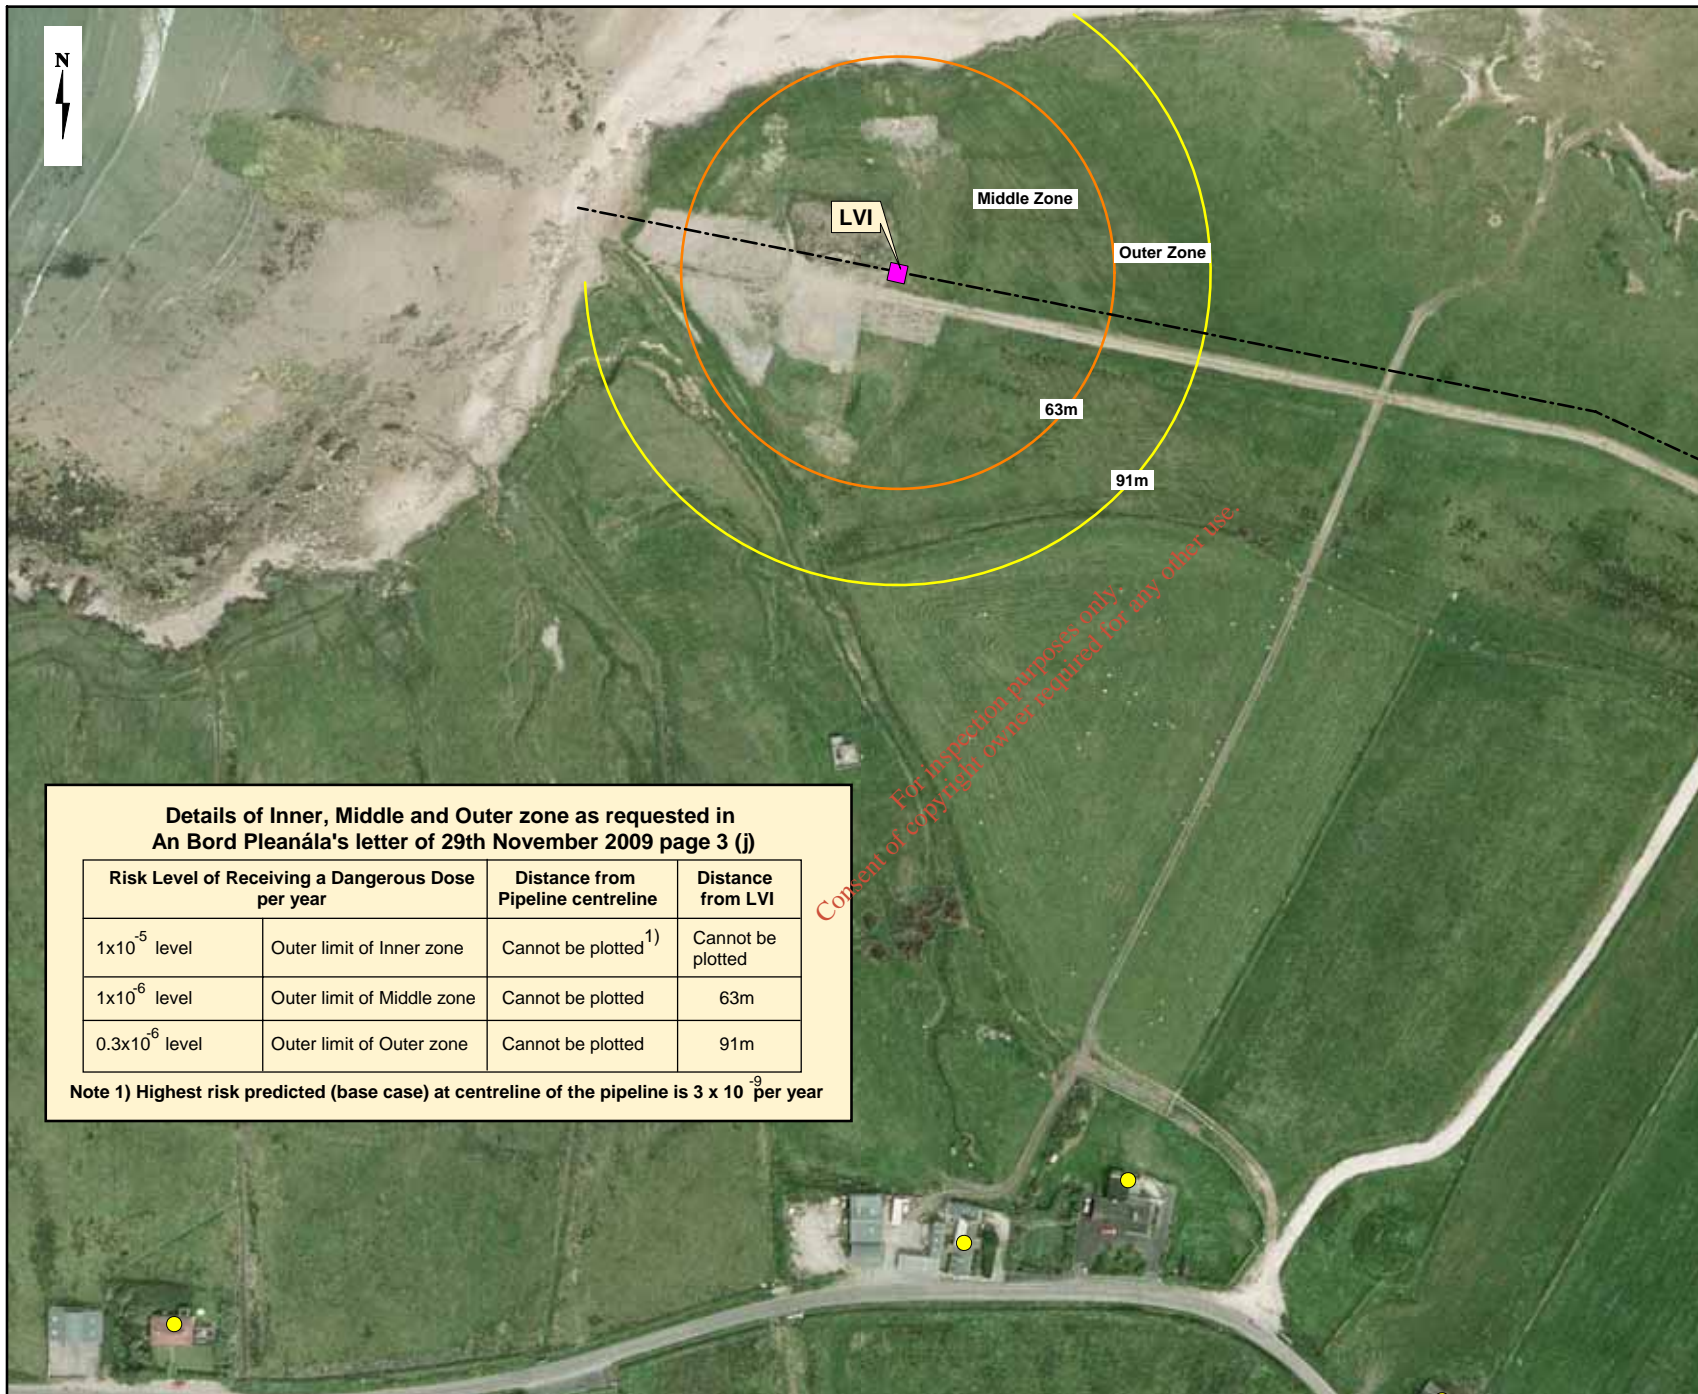 N
LVI
Middle Zone
Outer Zone
63m
91m
For inspection purposes only.
Consent of copyright owner required for any other use.
Details of Inner, Middle and Outer zone as requested in
An Bord Pleanála's letter of 29th November 2009 page 3 (j)
Risk Level of Receiving a Dangerous Dose per year
Distance from Pipeline centreline
Distance from LVI
1x10^-5 level
Outer limit of Inner zone
Cannot be plotted 1)
Cannot be plotted
1x10^-6 level
Outer limit of Middle zone
Cannot be plotted
63m
0.3x10^-6 level
Outer limit of Outer zone
Cannot be plotted
91m
Note 1) Highest risk predicted (base case) at centreline of the pipeline is 3 x 10^-9 per year